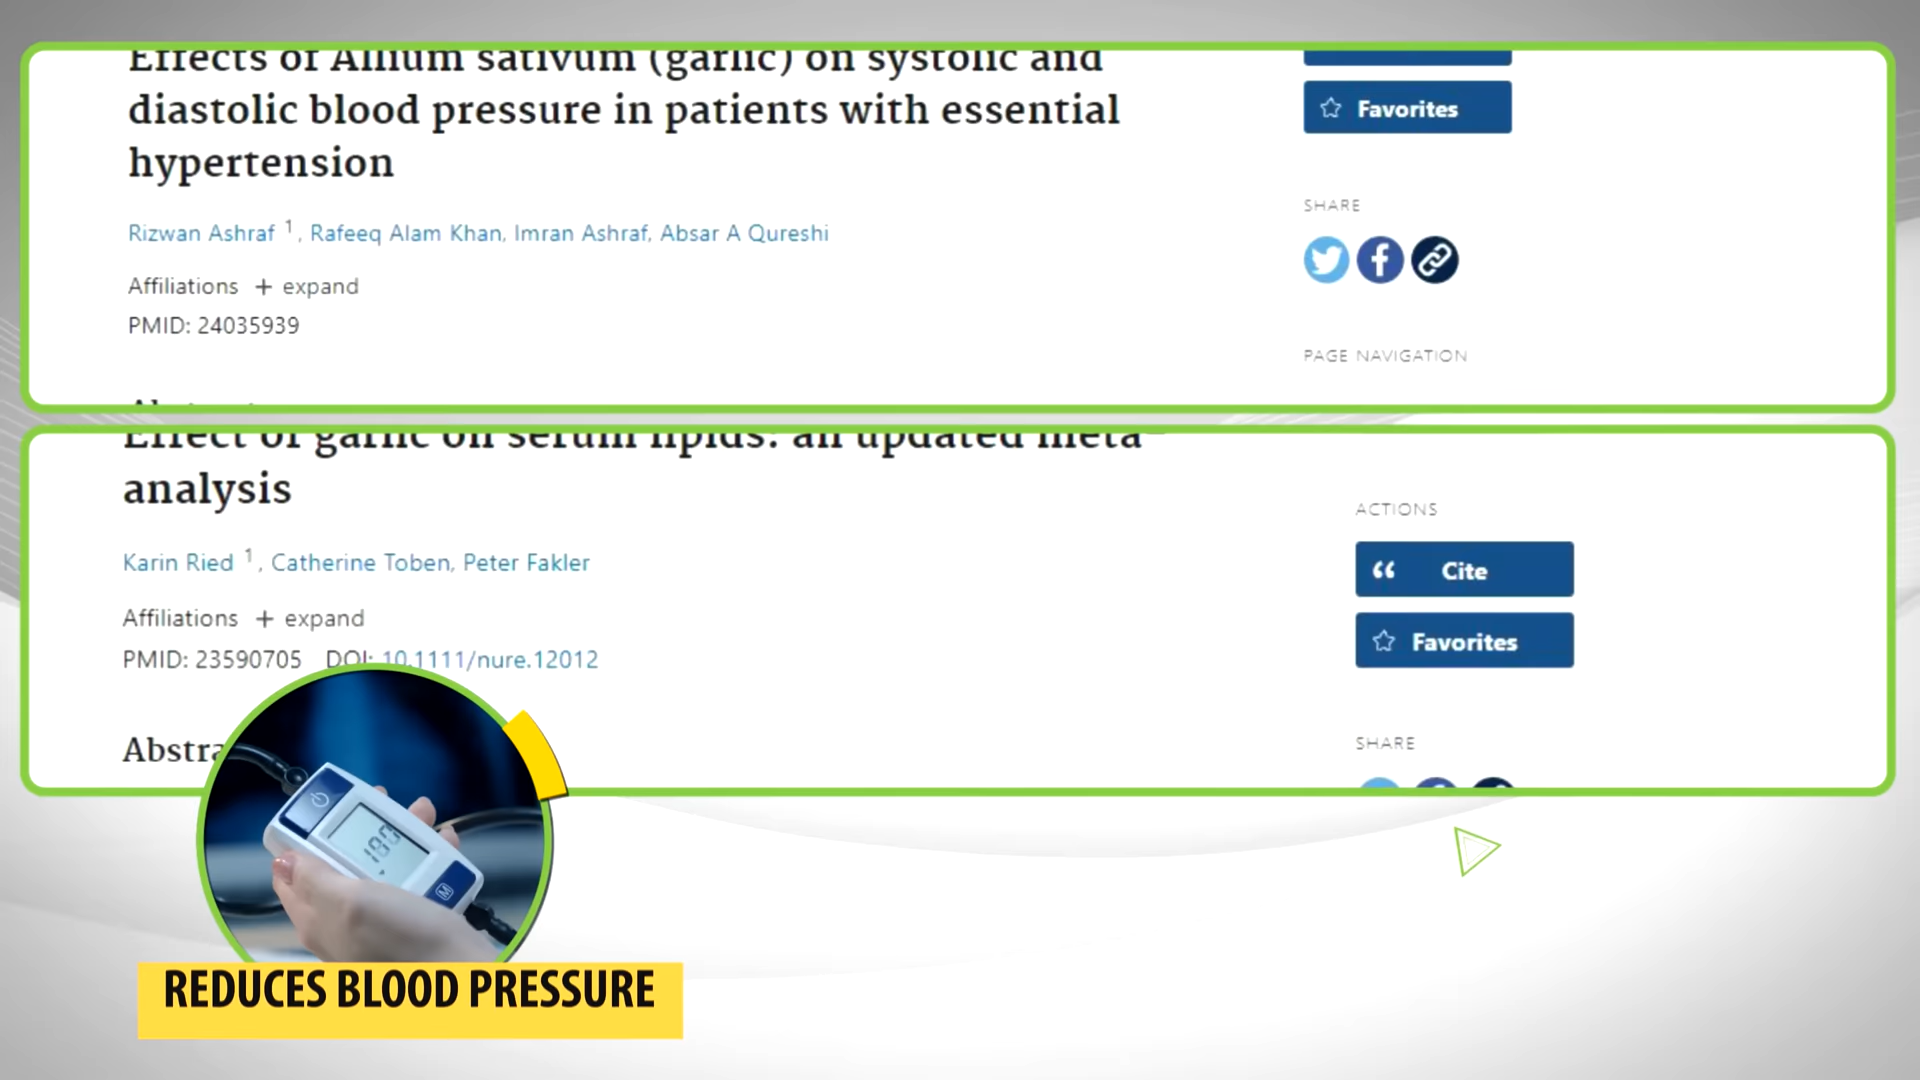 Effects of Allium sativum (garlic) on systolic and
diastolic blood pressure in patients with essential
hypertension
Favorites
Rizwan Ashraf 1, Rafeeq Alam Khan, Imran Ashraf, Absar A Qureshi
SHARE
Affiliations + expand
PMID: 24035939
PAGE NAVIGATION
Effect of garlic on serum lipids: an updated meta-
analysis
ACTIONS
Karin Ried 1, Catherine Toben, Peter Fakler
Cite
Affiliations + expand
Favorites
PMID: 23590705 DOI: 10.1111/nure.12012
SHARE
Abstra
180
M
REDUCES BLOOD PRESSURE